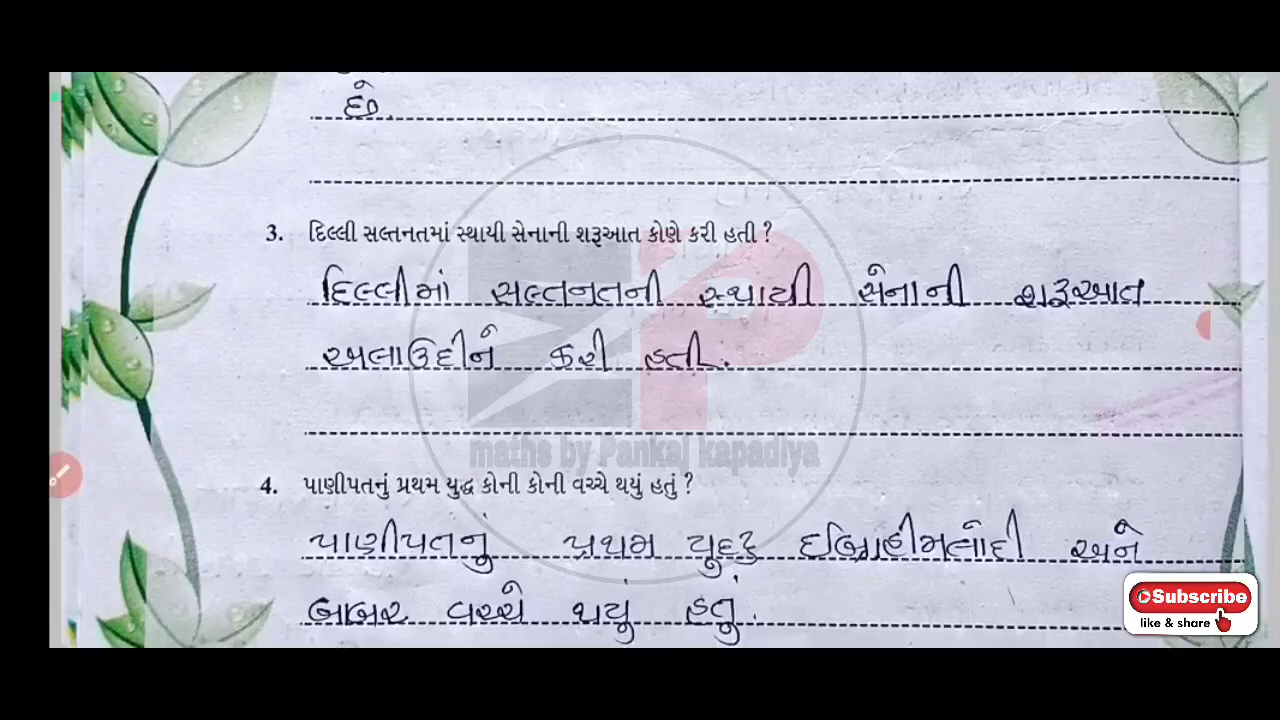 છે.
3. દિલ્લી સલ્તનતમાં સ્થાયી સેનાની શરૂઆત કોણે કરી હતી ?
દિલ્લીમાં સલ્તનતની સ્થાયી સેનાની શરૂઆત
અલાઉદ્દીને કરી હતી.
maths by Pankaj kapadiya
4. પાણીપતનું પ્રથમ યુદ્ધ કોની કોની વચ્ચે થયું હતું ?
પાણીપતનું પ્રથમ યુદ્ધ ઈબ્રાહીમલોદી અને
બાબર વચ્ચે થયું હતું.
Subscribe
like & share